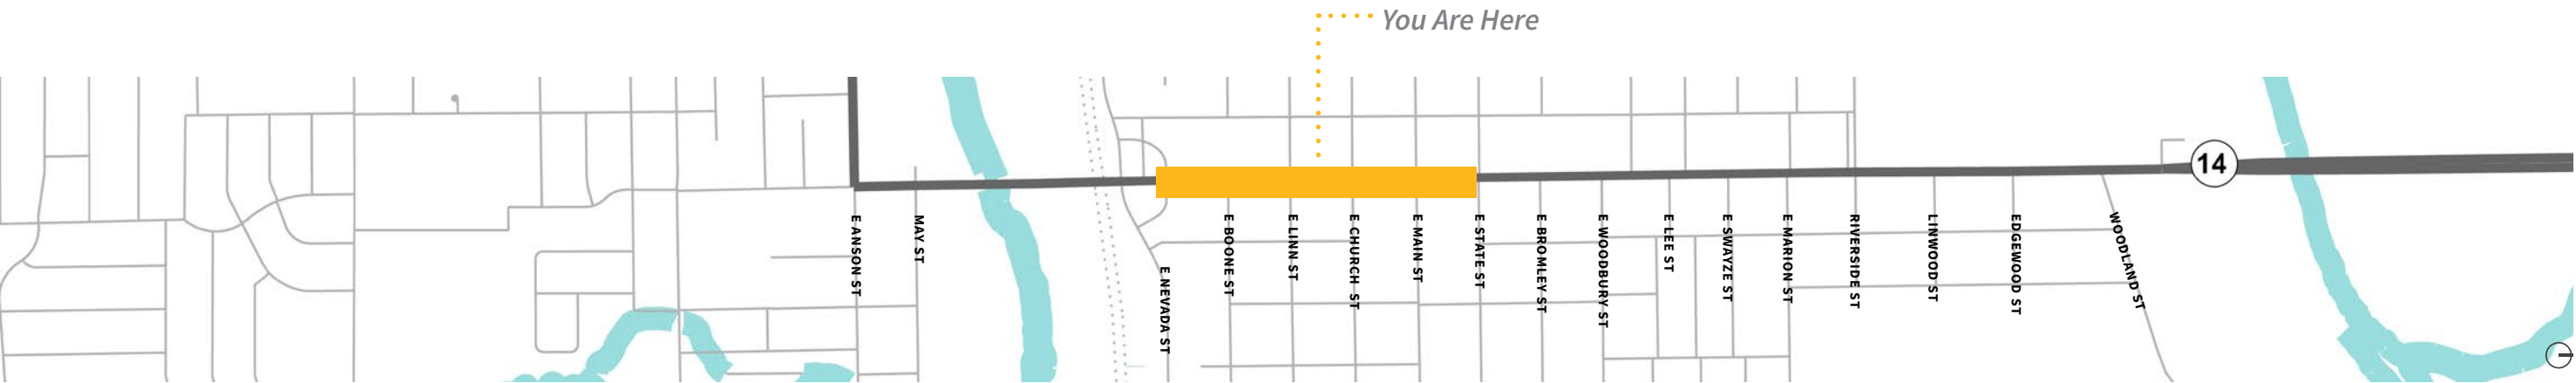 You Are Here
14
E ANSON ST
MAY ST
E NEVADA ST
E BOONE ST
E LINN ST
E CHURCH ST
E MAIN ST
E STATE ST
E BROMLEY ST
E WOODBURY ST
E LEE ST
E SWAYZE ST
E MARION ST
RIVERSIDE ST
LINWOOD ST
EDGEWOOD ST
WOODLAND ST